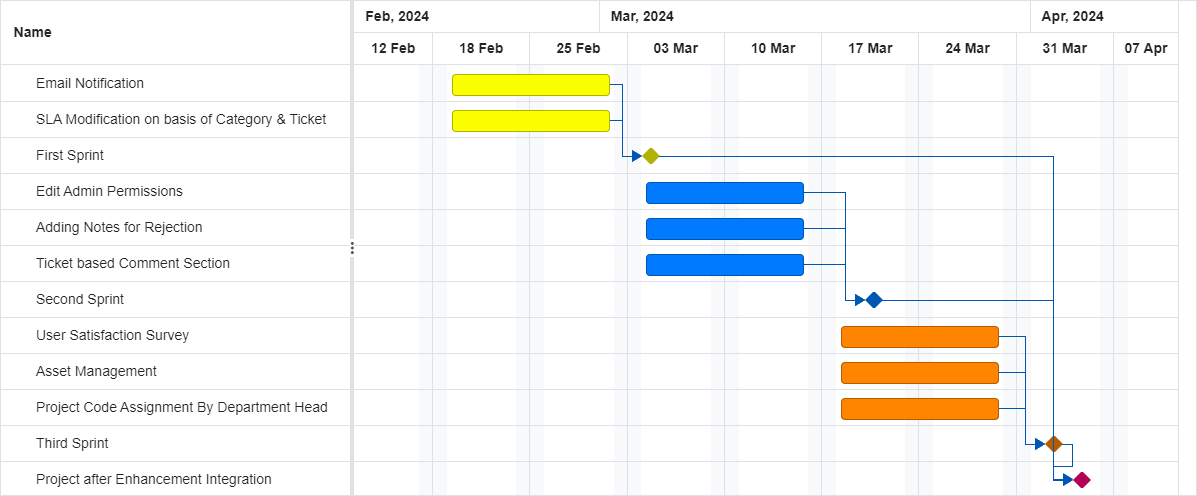 Name
Feb, 2024 Mar, 2024 Apr, 2024
12 Feb 18 Feb 25 Feb 03 Mar 10 Mar 17 Mar 24 Mar 31 Mar 07 Apr
Email Notification
SLA Modification on basis of Category & Ticket
First Sprint
Edit Admin Permissions
Adding Notes for Rejection
Ticket based Comment Section
Second Sprint
User Satisfaction Survey
Asset Management
Project Code Assignment By Department Head
Third Sprint
Project after Enhancement Integration